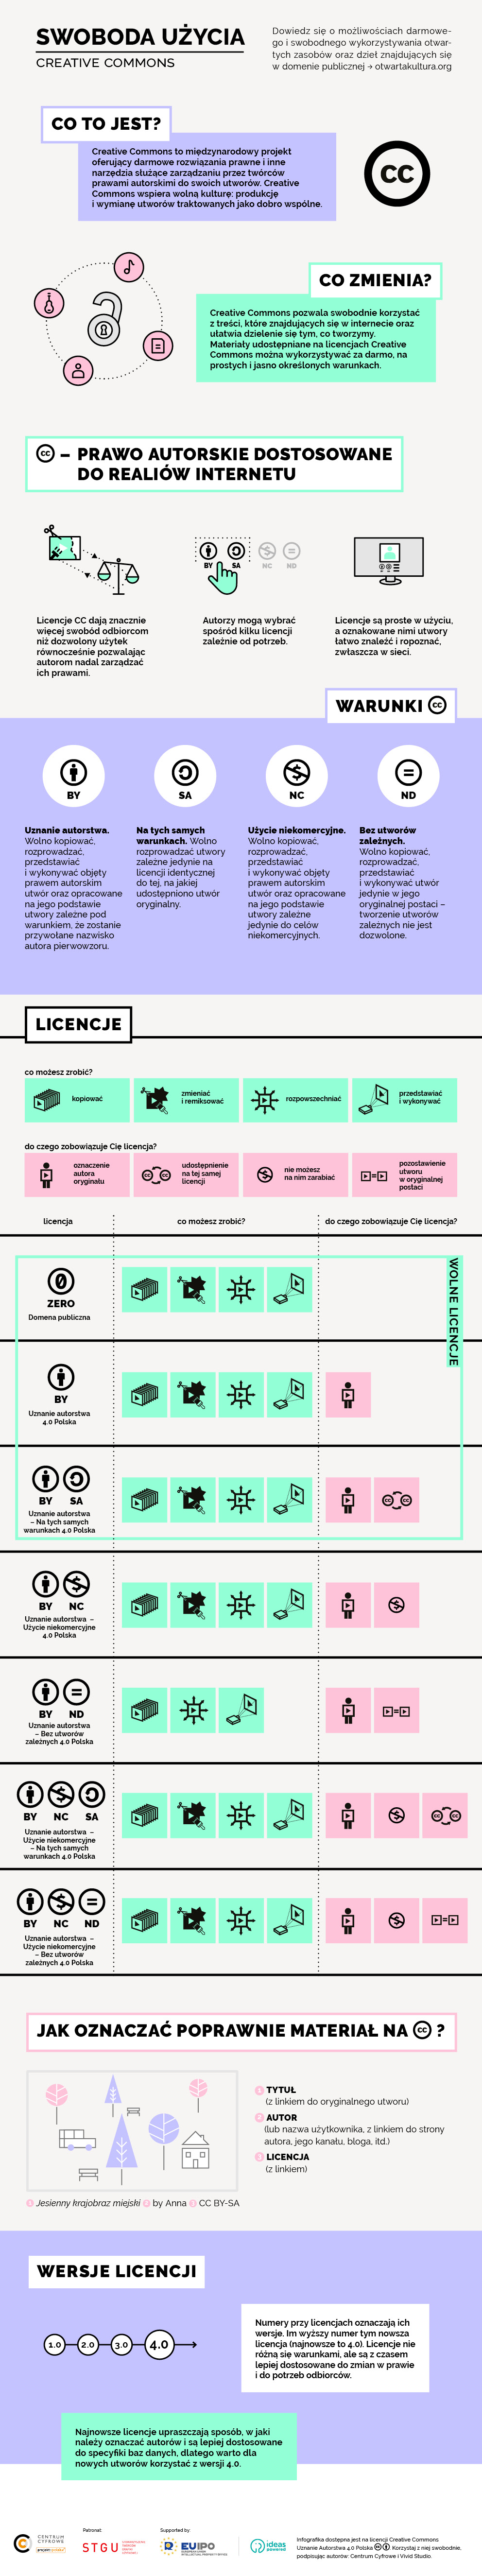 SWOBODA UŻYCIA
CREATIVE COMMONS
Dowiedz się o możliwościach darmowe-
go i swobodnego wykorzystywania otwar-
tych zasobów oraz dzieł znajdujących się
w domenie publicznej → otwartakultura.org
CO TO JEST?
Creative Commons to międzynarodowy projekt
oferujący darmowe rozwiązania prawne i inne
narzędzia służące zarządzaniu przez twórców
prawami autorskimi do swoich utworów. Creative
Commons wspiera wolną kulturę: produkcję
i wymianę utworów traktowanych jako dobro wspólne.
CC
CO ZMIENIA?
Creative Commons pozwala swobodnie korzystać
z treści, które znajdujących się w internecie oraz
ułatwia dzielenie się tym, co tworzymy.
Materiały udostępniane na licencjach Creative
Commons można wykorzystywać za darmo, na
prostych i jasno określonych warunkach.
CC – PRAWO AUTORSKIE DOSTOSOWANE
DO REALIÓW INTERNETU
BY SA NC ND
Licencje CC dają znacznie
więcej swobód odbiorcom
niż dozwolony użytek
równocześnie pozwalając
autorom nadal zarządzać
ich prawami.
Autorzy mogą wybrać
spośród kilku licencji
zależnie od potrzeb.
Licencje są proste w użyciu,
a oznakowane nimi utwory
łatwo znaleźć i ropoznać,
zwłaszcza w sieci.
WARUNKI CC
BY
Uznanie autorstwa.
Wolno kopiować,
rozprowadzać,
przedstawiać
i wykonywać objęty
prawem autorskim
utwór oraz opracowane
na jego podstawie
utwory zależne pod
warunkiem, że zostanie
przywołane nazwisko
autora pierwowzoru.
SA
Na tych samych
warunkach. Wolno
rozprowadzać utwory
zależne jedynie na
licencji identycznej
do tej, na jakiej
udostępniono utwór
oryginalny.
NC
Użycie niekomercyjne.
Wolno kopiować,
rozprowadzać,
przedstawiać
i wykonywać objęty
prawem autorskim
utwór oraz opracowane
na jego podstawie
utwory zależne
jedynie do celów
niekomercyjnych.
ND
Bez utworów
zależnych.
Wolno kopiować,
rozprowadzać,
przedstawiać
i wykonywać utwór
jedynie w jego
oryginalnej postaci –
tworzenie utworów
zależnych nie jest
dozwolone.
LICENCJE
co możesz zrobić?
kopiować
zmieniać
i remiksować
rozpowszechniać
przedstawiać
i wykonywać
do czego zobowiązuje Cię licencja?
oznaczenie
autora
oryginału
udostępnienie
na tej samej
licencji
nie możesz
na nim zarabiać
pozostawienie
utworu
w oryginalnej
postaci
licencja
co możesz zrobić?
do czego zobowiązuje Cię licencja?
WOLNE LICENCJE
ZERO
Domena publiczna
BY
Uznanie autorstwa
4.0 Polska
BY SA
Uznanie autorstwa
– Na tych samych
warunkach 4.0 Polska
BY NC
Uznanie autorstwa –
Użycie niekomercyjne
4.0 Polska
BY ND
Uznanie autorstwa
– Bez utworów
zależnych 4.0 Polska
BY NC SA
Uznanie autorstwa –
Użycie niekomercyjne
– Na tych samych
warunkach 4.0 Polska
BY NC ND
Uznanie autorstwa –
Użycie niekomercyjne
– Bez utworów
zależnych 4.0 Polska
JAK OZNACZAĆ POPRAWNIE MATERIAŁ NA CC ?
1 TYTUŁ
(z linkiem do oryginalnego utworu)
2 AUTOR
(lub nazwa użytkownika, z linkiem do strony
autora, jego kanału, bloga, itd.)
3 LICENCJA
(z linkiem)
1 Jesienny krajobraz miejski 2 by Anna 3 CC BY-SA
WERSJE LICENCJI
1.0 2.0 3.0 4.0
Numery przy licencjach oznaczają ich
wersje. Im wyższy numer tym nowsza
licencja (najnowsze to 4.0). Licencje nie
różną się warunkami, ale są z czasem
lepiej dostosowane do zmian w prawie
i do potrzeb odbiorców.
Najnowsze licencje upraszczają sposób, w jaki
należy oznaczać autorów i są lepiej dostosowane
do specyfiki baz danych, dlatego warto dla
nowych utworów korzystać z wersji 4.0.
CENTRUM
CYFROWE
Patronat:
STGU
Supported by:
EUIPO
ideas
powered
Infografika dostępna jest na licencji Creative Commons
Uznanie Autorstwa 4.0 Polska. Korzystaj z niej swobodnie,
podpisując autorów: Centrum Cyfrowe i Vivid Studio.